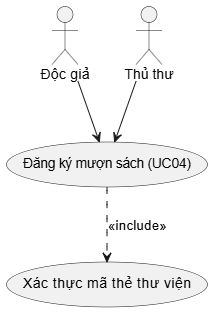 Độc giả
Thủ thư
Đăng ký mượn sách (UC04)
«include»
Xác thực mã thẻ thư viện